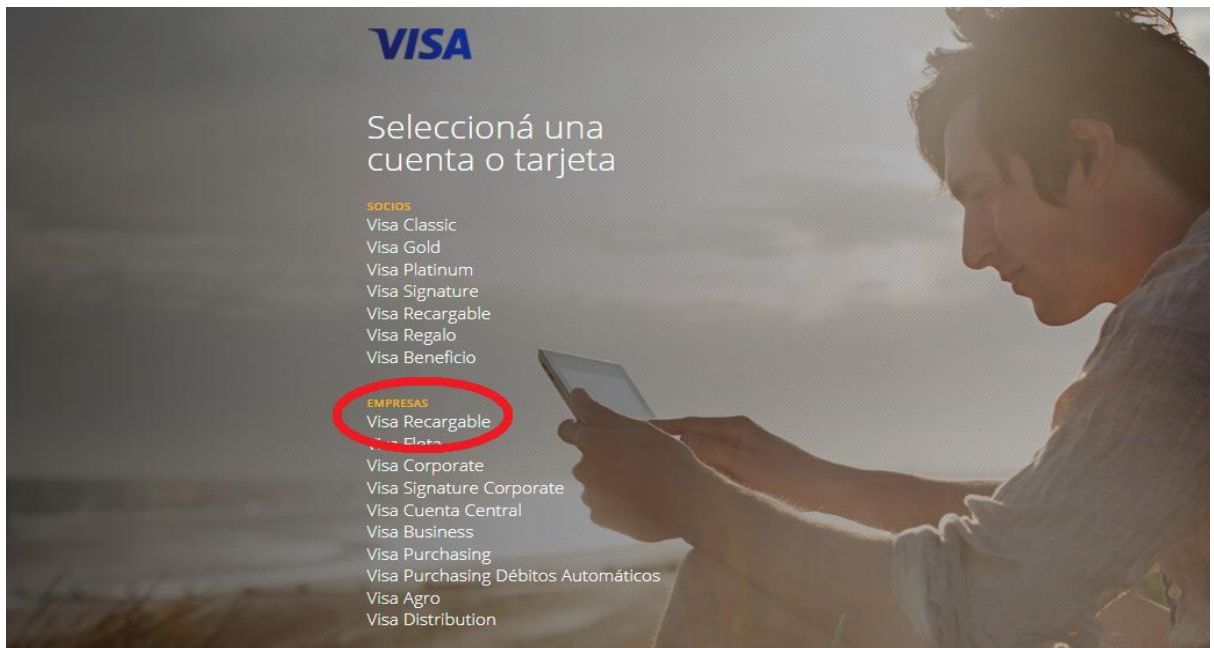 VISA
Seleccioná una
cuenta o tarjeta
SOCIOS
Visa Classic
Visa Gold
Visa Platinum
Visa Signature
Visa Recargable
Visa Regalo
Visa Beneficio
EMPRESAS
Visa Recargable
Visa Flota
Visa Corporate
Visa Signature Corporate
Visa Cuenta Central
Visa Business
Visa Purchasing
Visa Purchasing Débitos Automáticos
Visa Agro
Visa Distribution